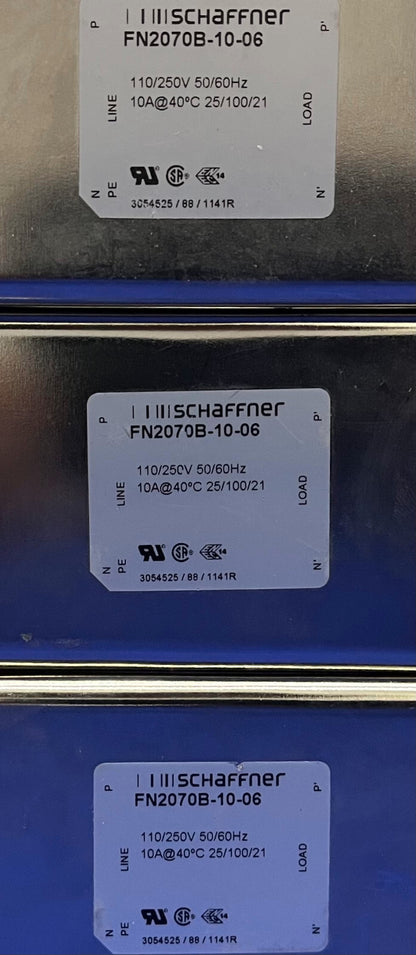 SCHAFFNER
P P'
FN2070B-10-06
110/250V 50/60Hz
10A@40°C 25/100/21
LINE LOAD
N PE N'
14
3054525 / 88 / 1141R
SCHAFFNER
P P'
FN2070B-10-06
110/250V 50/60Hz
10A@40°C 25/100/21
LINE LOAD
N PE N'
14
3054525 / 88 / 1141R
SCHAFFNER
P P'
FN2070B-10-06
110/250V 50/60Hz
10A@40°C 25/100/21
LINE LOAD
N PE N'
14
3054525 / 88 / 1141R